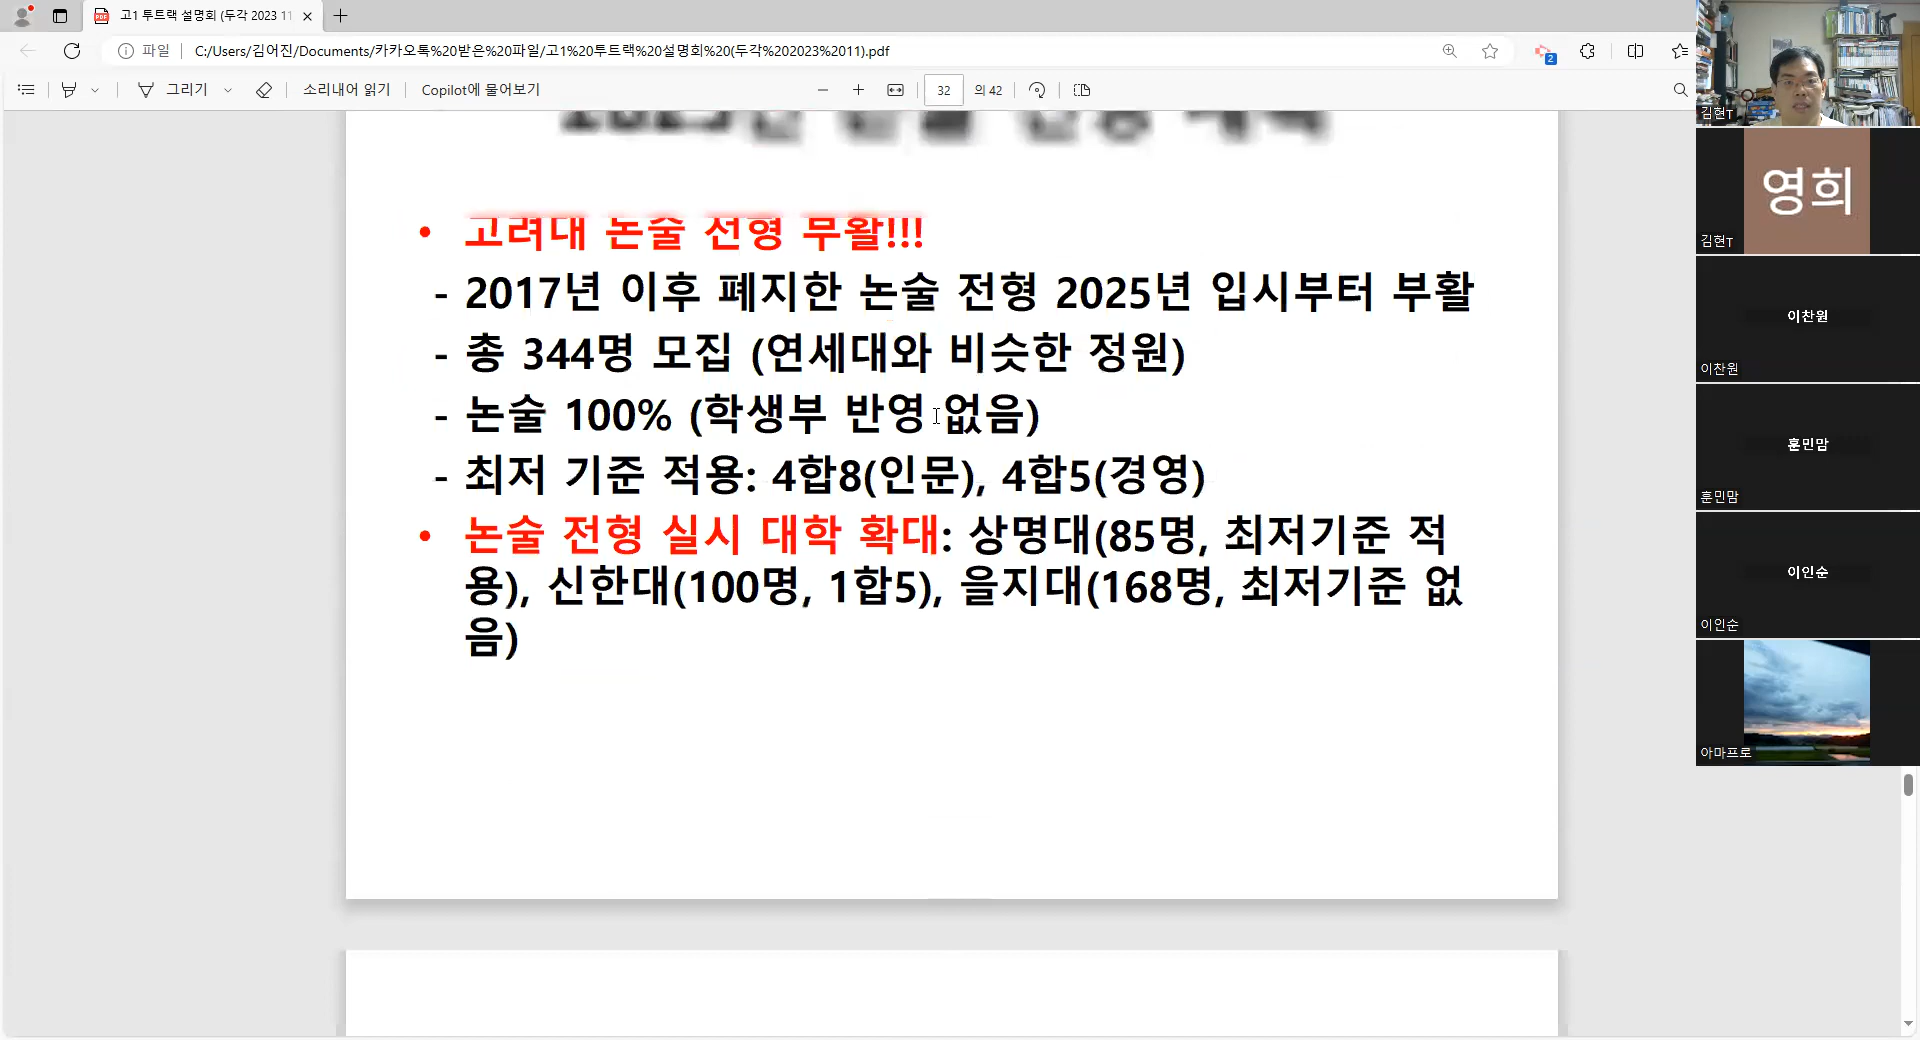 고1 투트랙 설명회 (두각 2023 11
파일
C:/Users/김어진/Documents/카카오톡%20받은%20파일/고1%20투트랙%20설명회%20(두각%202023%2011).pdf
2
그리기
소리내어 읽기
Copilot에 물어보기
32
의 42
고려대 논술 전형 부활!!!
- 2017년 이후 폐지한 논술 전형 2025년 입시부터 부활
- 총 344명 모집 (연세대와 비슷한 정원)
- 논술 100% (학생부 반영 없음)
- 최저 기준 적용: 4합8(인문), 4합5(경영)
• 논술 전형 실시 대학 확대: 상명대(85명, 최저기준 적
용), 신한대(100명, 1합5), 을지대(168명, 최저기준 없
음)
김현T
영희
김현T
이찬원
이찬원
훈민맘
훈민맘
이인순
이인순
아마프로